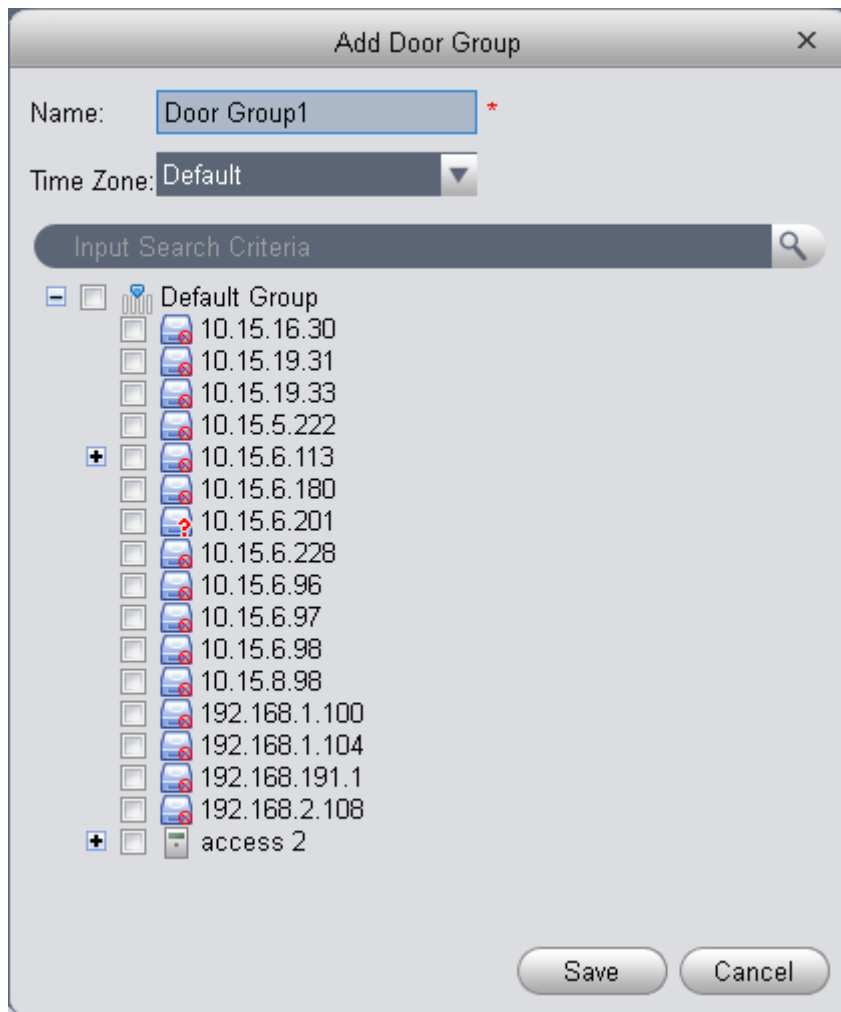 Add Door Group
Name: Door Group1 *
Time Zone: Default
Input Search Criteria
Default Group
10.15.16.30
10.15.19.31
10.15.19.33
10.15.5.222
10.15.6.113
10.15.6.180
10.15.6.201
10.15.6.228
10.15.6.96
10.15.6.97
10.15.6.98
10.15.8.98
192.168.1.100
192.168.1.104
192.168.191.1
192.168.2.108
access 2
Save Cancel